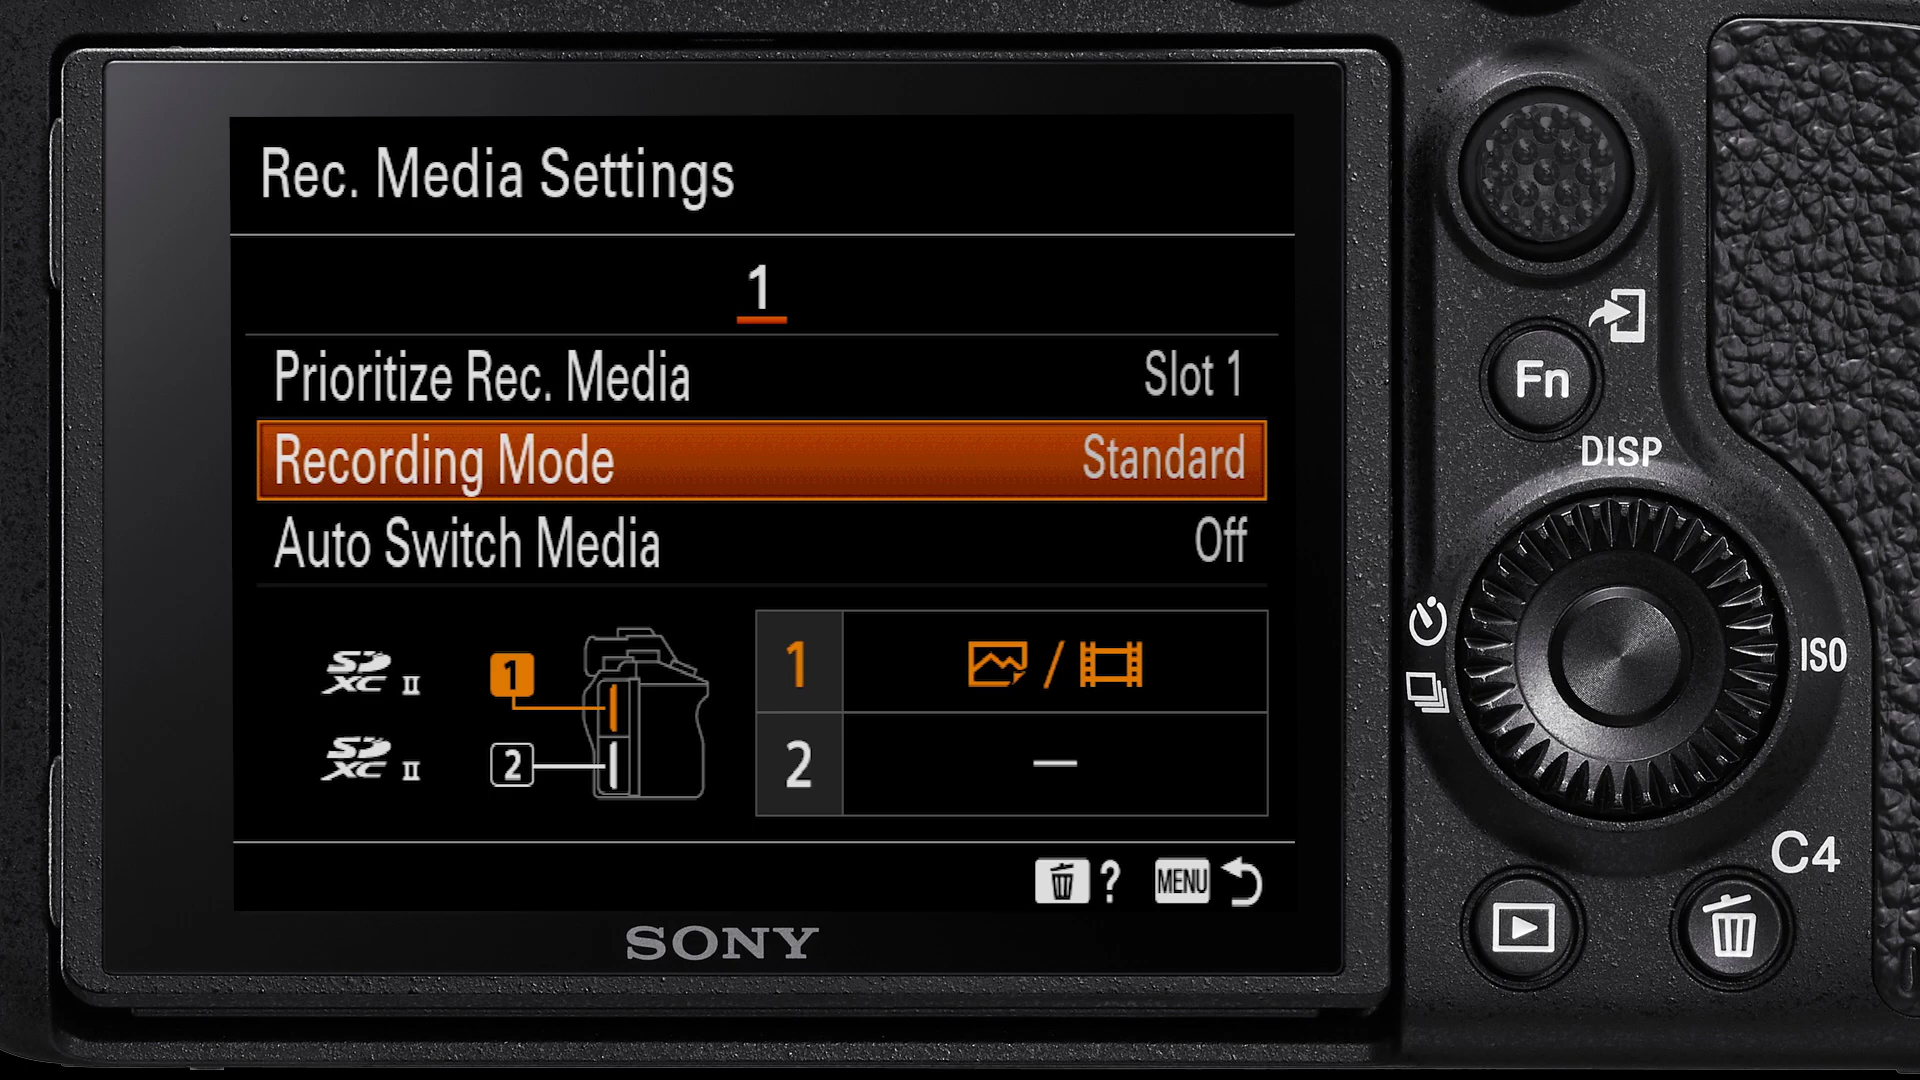 Rec. Media Settings
1
Prioritize Rec. Media Slot 1
Recording Mode Standard
Auto Switch Media Off
SD XC II 1
SD XC II 2
1 /
2 —
? MENU
SONY
Fn
DISP
ISO
C4